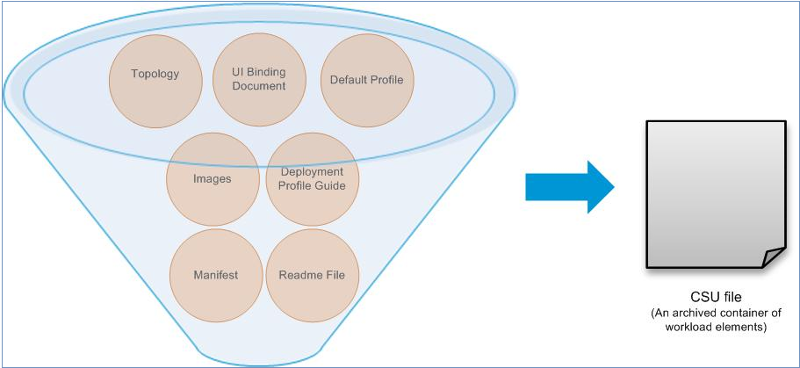 Topology
UI Binding
Document
Default Profile
Images
Deployment
Profile Guide
Manifest
Readme File
CSU file
(An archived container of
workload elements)